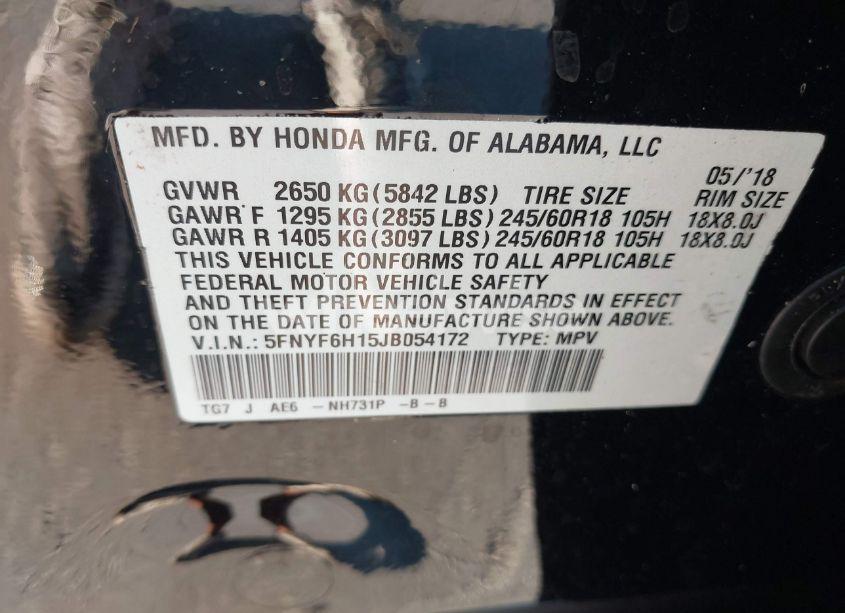 MFD. BY HONDA MFG. OF ALABAMA, LLC
05/'18
GVWR 2650 KG (5842 LBS) TIRE SIZE RIM SIZE
GAWR F 1295 KG (2855 LBS) 245/60R18 105H 18X8.0J
GAWR R 1405 KG (3097 LBS) 245/60R18 105H 18X8.0J
THIS VEHICLE CONFORMS TO ALL APPLICABLE
FEDERAL MOTOR VEHICLE SAFETY
AND THEFT PREVENTION STANDARDS IN EFFECT
ON THE DATE OF MANUFACTURE SHOWN ABOVE.
V.I.N.: 5FNYF6H15JB054172 TYPE: MPV
TG7 J AE6 -NH731P -B-B